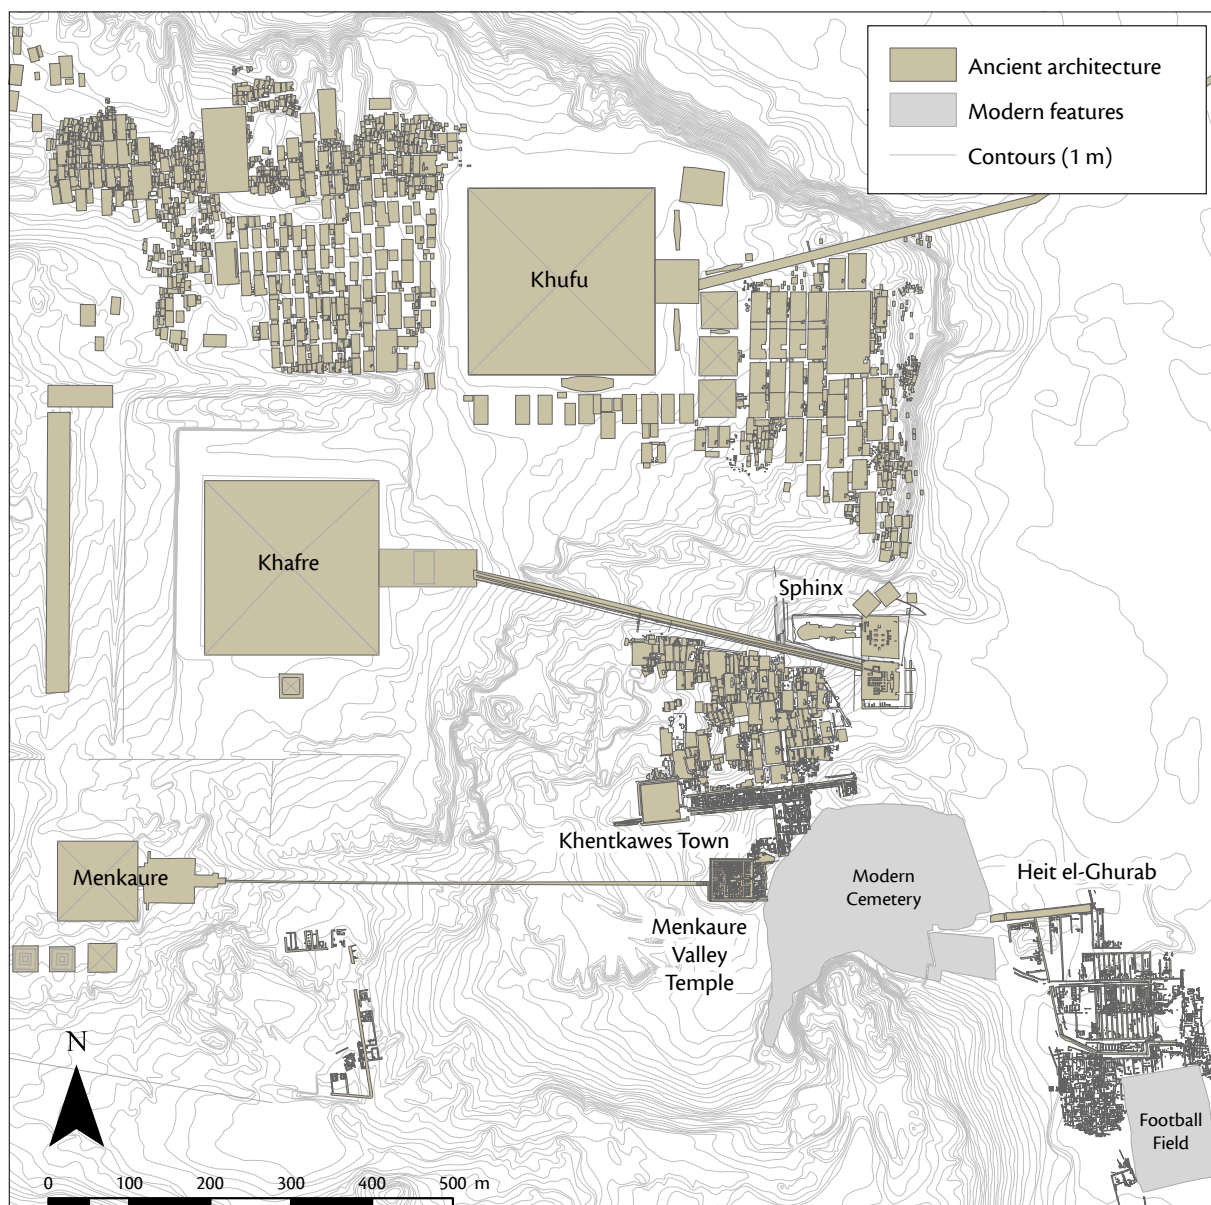 Ancient architecture
Modern features
Contours (1 m)
Khufu
Khafre
Sphinx
Khentkawes Town
Menkaure
Modern
Cemetery
Heit el-Ghurab
Menkaure
Valley
Temple
N
Football
Field
0 100 200 300 400 500 m